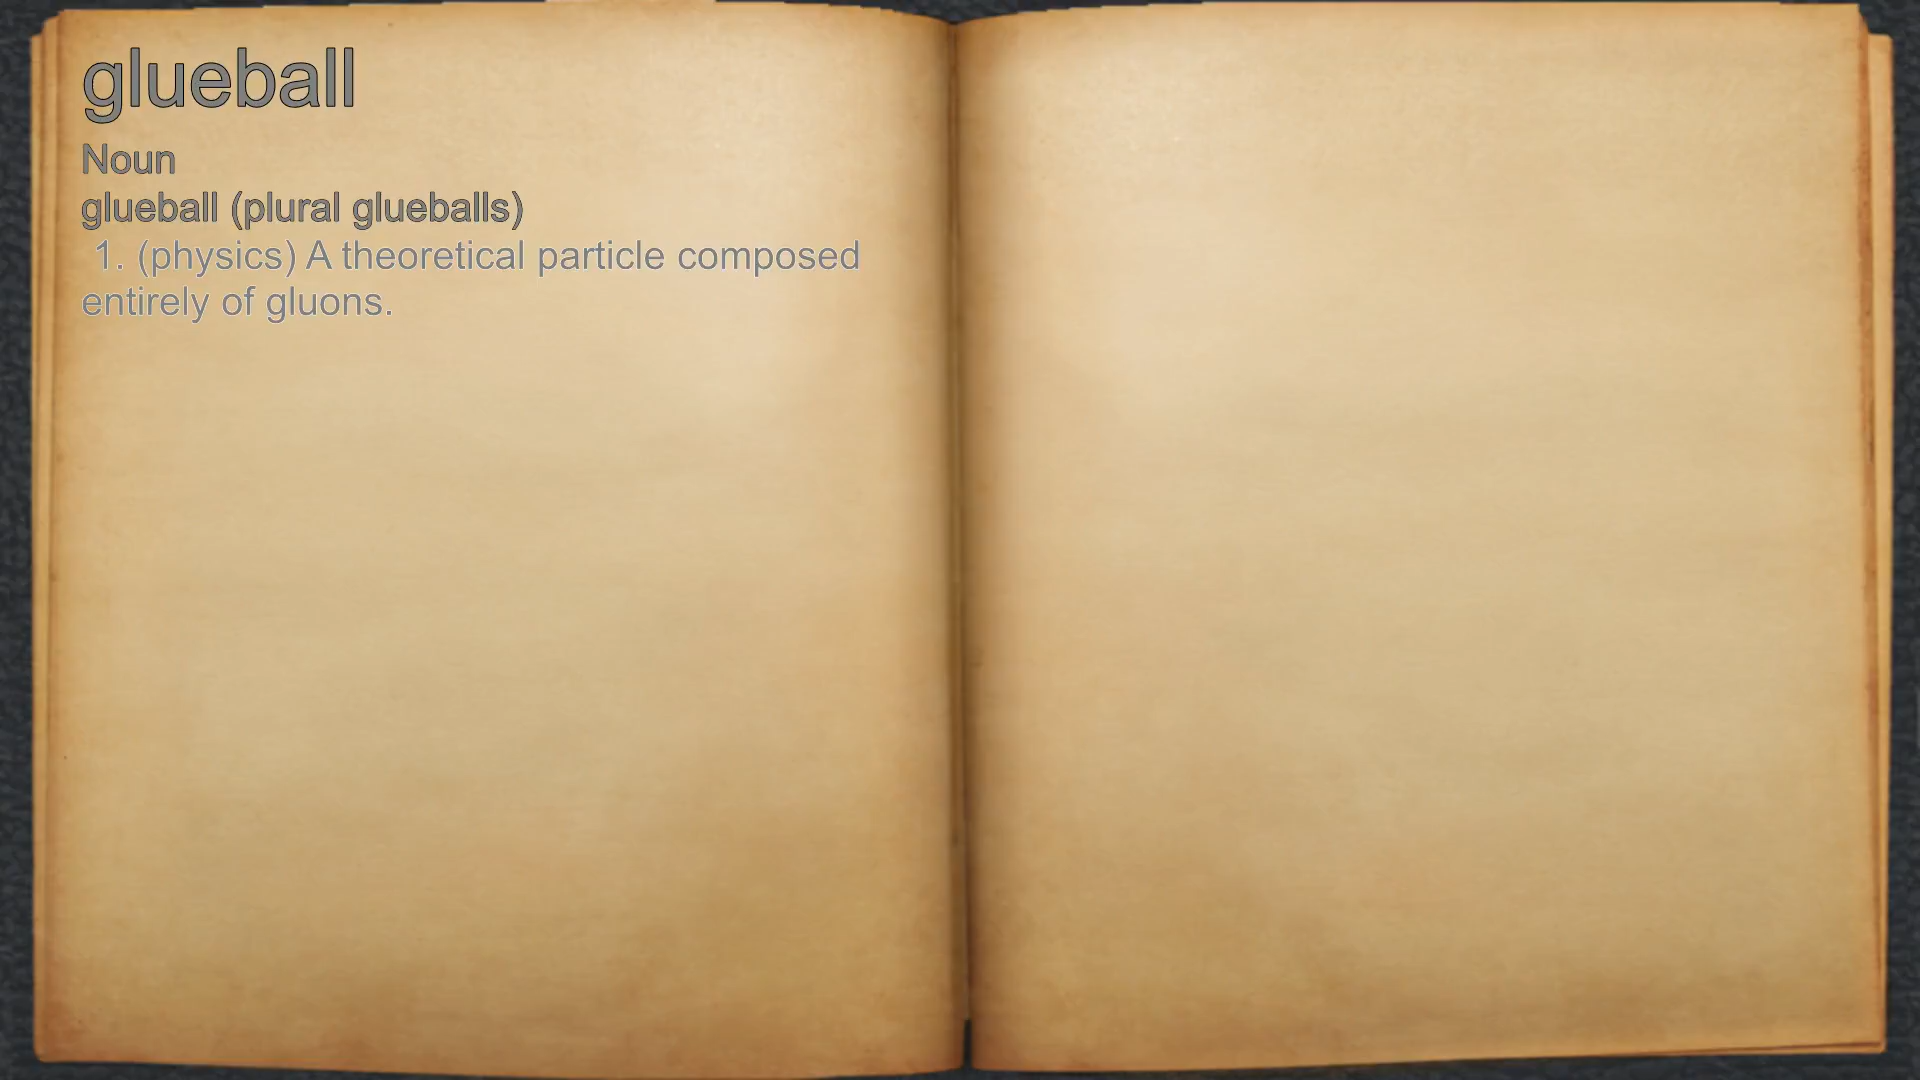 glueball
Noun
glueball (plural glueballs)
1. (physics) A theoretical particle composed
entirely of gluons.